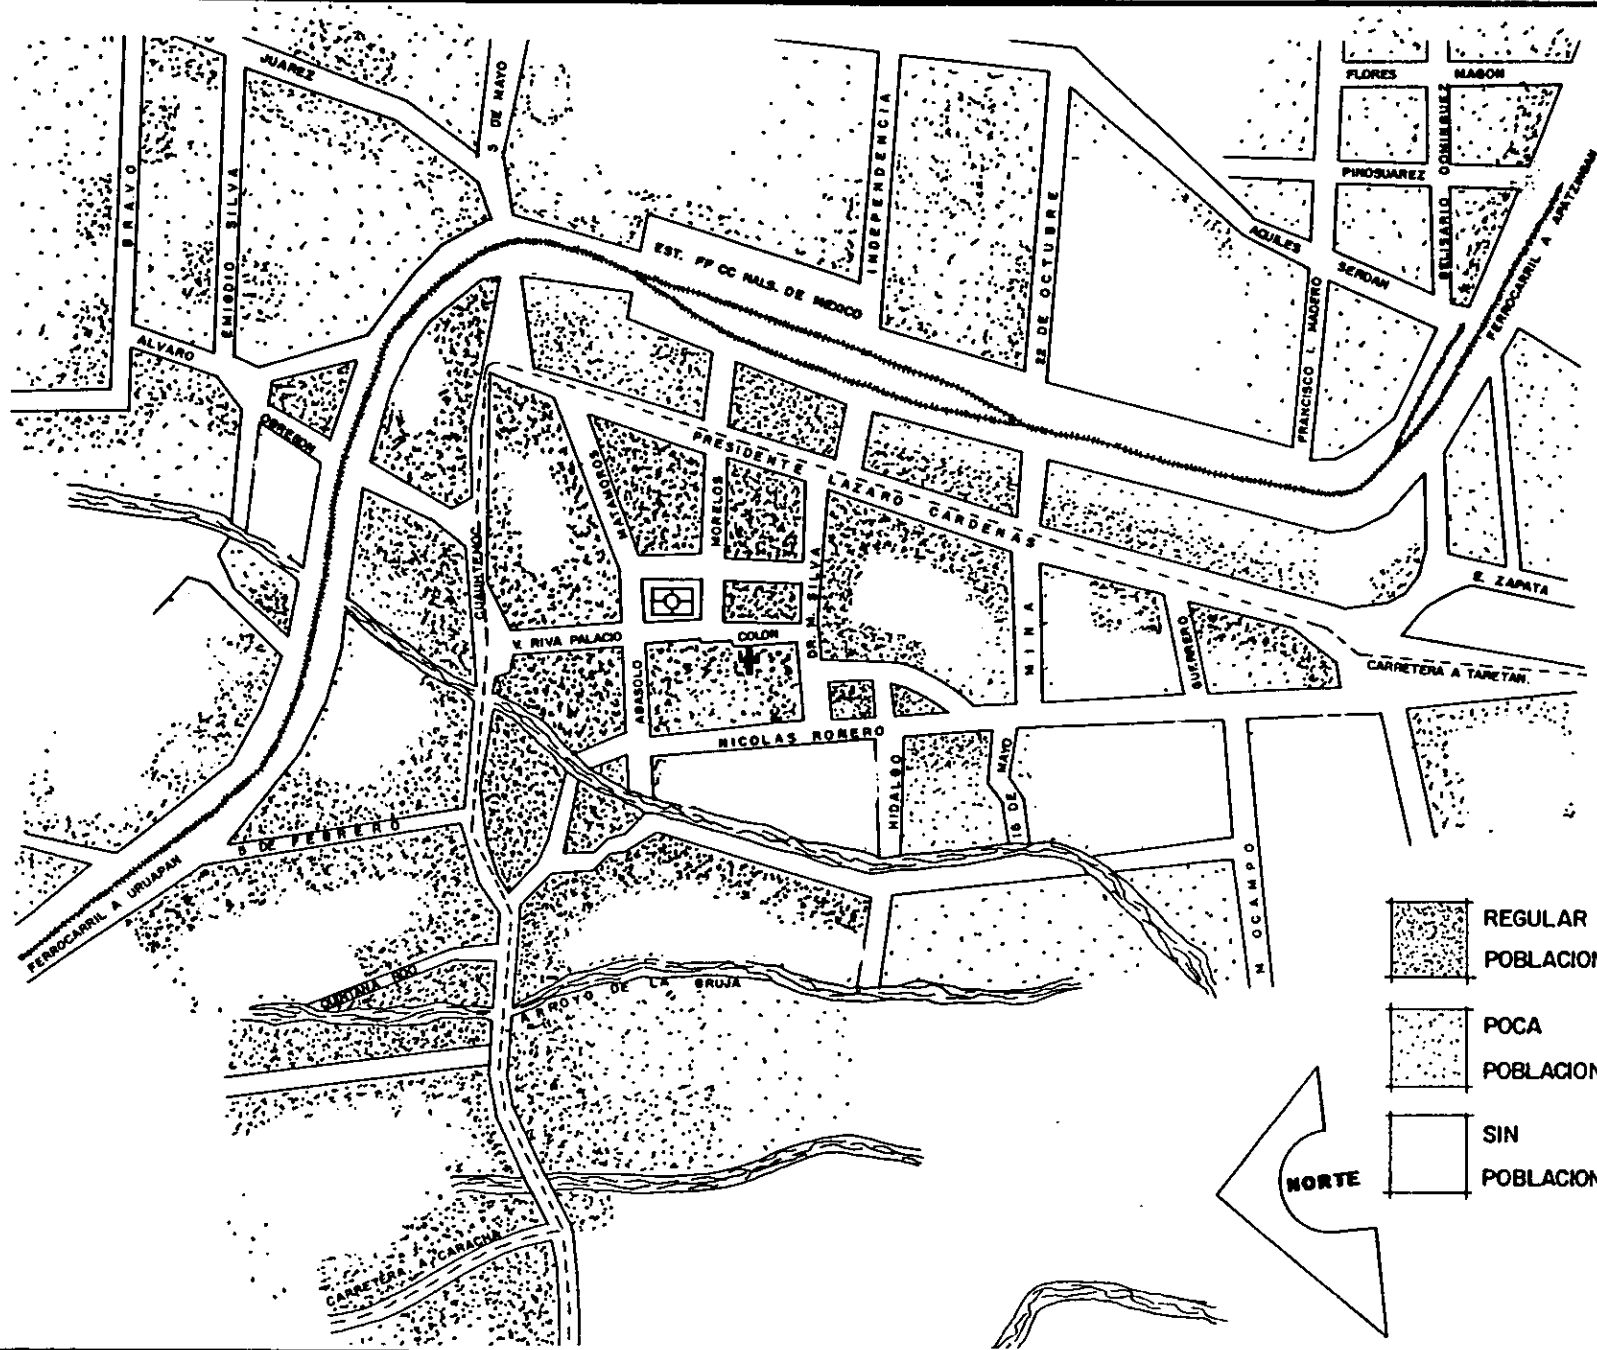 JUAREZ
5 DE MAYO
BRAVO
EMIGDIO SILVA
INDEPENDENCIA
22 DE OCTUBRE
FLORES MAGON
BELISARIO DOMINGUEZ
PINOSUAREZ
AQUILES SERDAN
FRANCISCO I. MADERO
FERROCARRIL A APATZINGAN
EST. FF CC NALS. DE MEXICO
ALVARO OBREGON
PRESIDENTE LAZARO CARDENAS
MATAMOROS
MORELOS
CUAUHTEMOC
DR. M. SILVA
MINA
GUERRERO
E. ZAPATA
CARRETERA A TARETAN.
V. RIVA PALACIO
COLON
ABASOLO
NICOLAS ROMERO
HIDALGO
16 DE MAYO
M OCAMPO
5 DE FEBRERO
FERROCARRIL A URUAPAN
QUINTANA ROO
ARROYO DE LA BRUJA
CARRETERA A CARACHA
REGULAR
POBLACION
POCA
POBLACION
SIN
POBLACION
NORTE